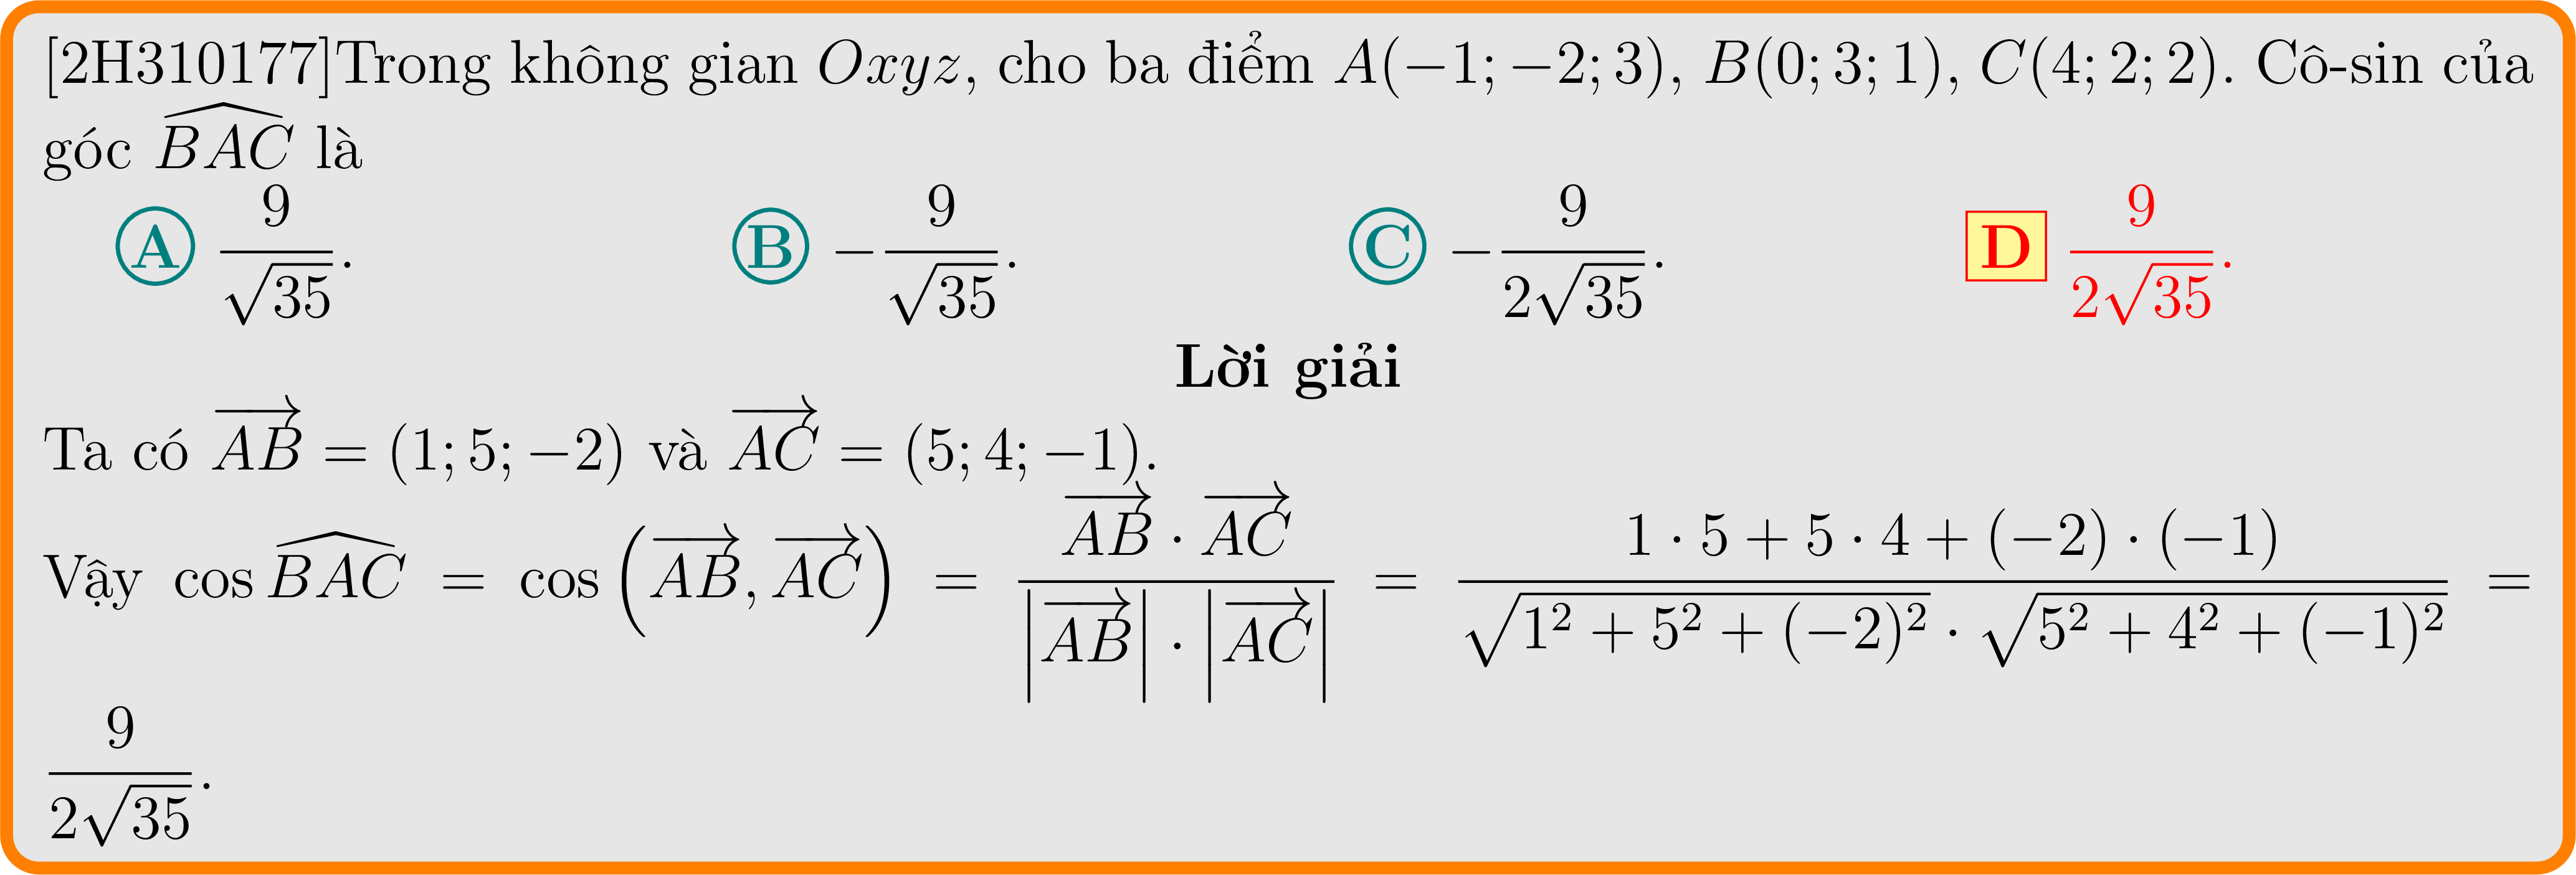 [2H310177]Trong không gian $Oxyz$, cho ba điểm $A(-1;-2;3)$, $B(0;3;1)$, $C(4;2;2)$. Cô-sin của
góc $\widehat{BAC}$ là
A $\frac{9}{\sqrt{35}}$. B $-\frac{9}{\sqrt{35}}$. C $-\frac{9}{2\sqrt{35}}$. D $\frac{9}{2\sqrt{35}}$.
Lời giải
Ta có $\overrightarrow{AB} = (1;5;-2)$ và $\overrightarrow{AC} = (5;4;-1)$.
Vậy $\cos\widehat{BAC} = \cos\left(\overrightarrow{AB},\overrightarrow{AC}\right) = \frac{\overrightarrow{AB}\cdot\overrightarrow{AC}}{\left|\overrightarrow{AB}\right|\cdot\left|\overrightarrow{AC}\right|} = \frac{1\cdot5+5\cdot4+(-2)\cdot(-1)}{\sqrt{1^2+5^2+(-2)^2}\cdot\sqrt{5^2+4^2+(-1)^2}} =$
$\frac{9}{2\sqrt{35}}$.